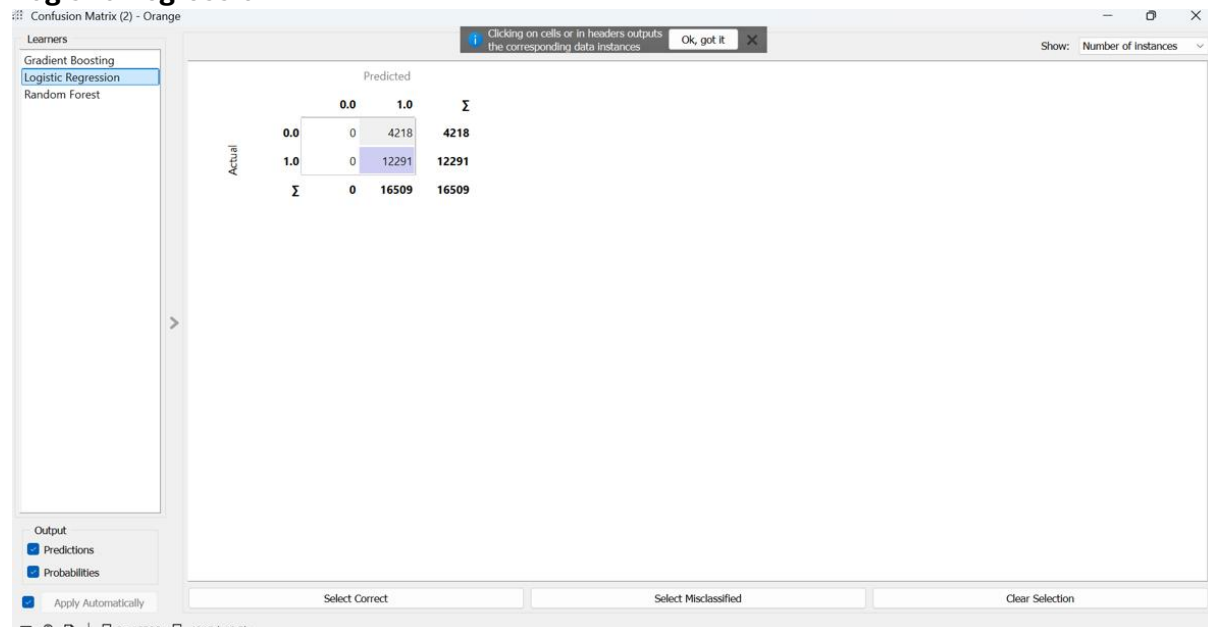 Confusion Matrix (2) - Orange
Learners
Gradient Boosting
Logistic Regression
Random Forest
Clicking on cells or in headers outputs
the corresponding data instances
Ok, got it
Show: Number of instances
Predicted
0.0 1.0 Σ
Actual
0.0 0 4218 4218
1.0 0 12291 12291
Σ 0 16509 16509
Output
Predictions
Probabilities
Apply Automatically
Select Correct
Select Misclassified
Clear Selection